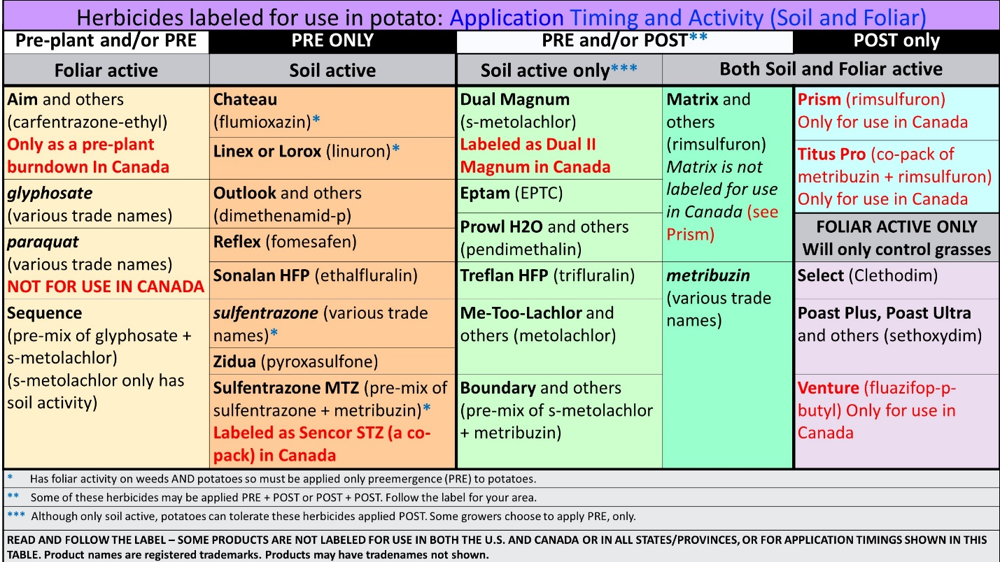 Herbicides labeled for use in potato: Application Timing and Activity (Soil and Foliar)
Pre-plant and/or PRE
PRE ONLY
PRE and/or POST**
POST only
Foliar active
Soil active
Soil active only***
Both Soil and Foliar active
Aim and others
(carfentrazone-ethyl)
Only as a pre-plant
burndown In Canada
glyphosate
(various trade names)
paraquat
(various trade names)
NOT FOR USE IN CANADA
Sequence
(pre-mix of glyphosate +
s-metolachlor)
(s-metolachlor only has
soil activity)
Chateau
(flumioxazin)*
Linex or Lorox (linuron)*
Outlook and others
(dimethenamid-p)
Reflex (fomesafen)
Sonalan HFP (ethalfluralin)
sulfentrazone (various trade
names)*
Zidua (pyroxasulfone)
Sulfentrazone MTZ (pre-mix of
sulfentrazone + metribuzin)*
Labeled as Sencor STZ (a co-
pack) in Canada
Dual Magnum
(s-metolachlor)
Labeled as Dual II
Magnum in Canada
Eptam (EPTC)
Prowl H2O and others
(pendimethalin)
Treflan HFP (trifluralin)
Me-Too-Lachlor and
others (metolachlor)
Boundary and others
(pre-mix of s-metolachlor
+ metribuzin)
Matrix and
others
(rimsulfuron)
Matrix is not
labeled for use
in Canada (see
Prism)
metribuzin
(various trade
names)
Prism (rimsulfuron)
Only for use in Canada
Titus Pro (co-pack of
metribuzin + rimsulfuron)
Only for use in Canada
FOLIAR ACTIVE ONLY
Will only control grasses
Select (Clethodim)
Poast Plus, Poast Ultra
and others (sethoxydim)
Venture (fluazifop-p-
butyl) Only for use in
Canada
* Has foliar activity on weeds AND potatoes so must be applied only preemergence (PRE) to potatoes.
** Some of these herbicides may be applied PRE + POST or POST + POST. Follow the label for your area.
*** Although only soil active, potatoes can tolerate these herbicides applied POST. Some growers choose to apply PRE, only.
READ AND FOLLOW THE LABEL – SOME PRODUCTS ARE NOT LABELED FOR USE IN BOTH THE U.S. AND CANADA OR IN ALL STATES/PROVINCES, OR FOR APPLICATION TIMINGS SHOWN IN THIS
TABLE. Product names are registered trademarks. Products may have tradenames not shown.